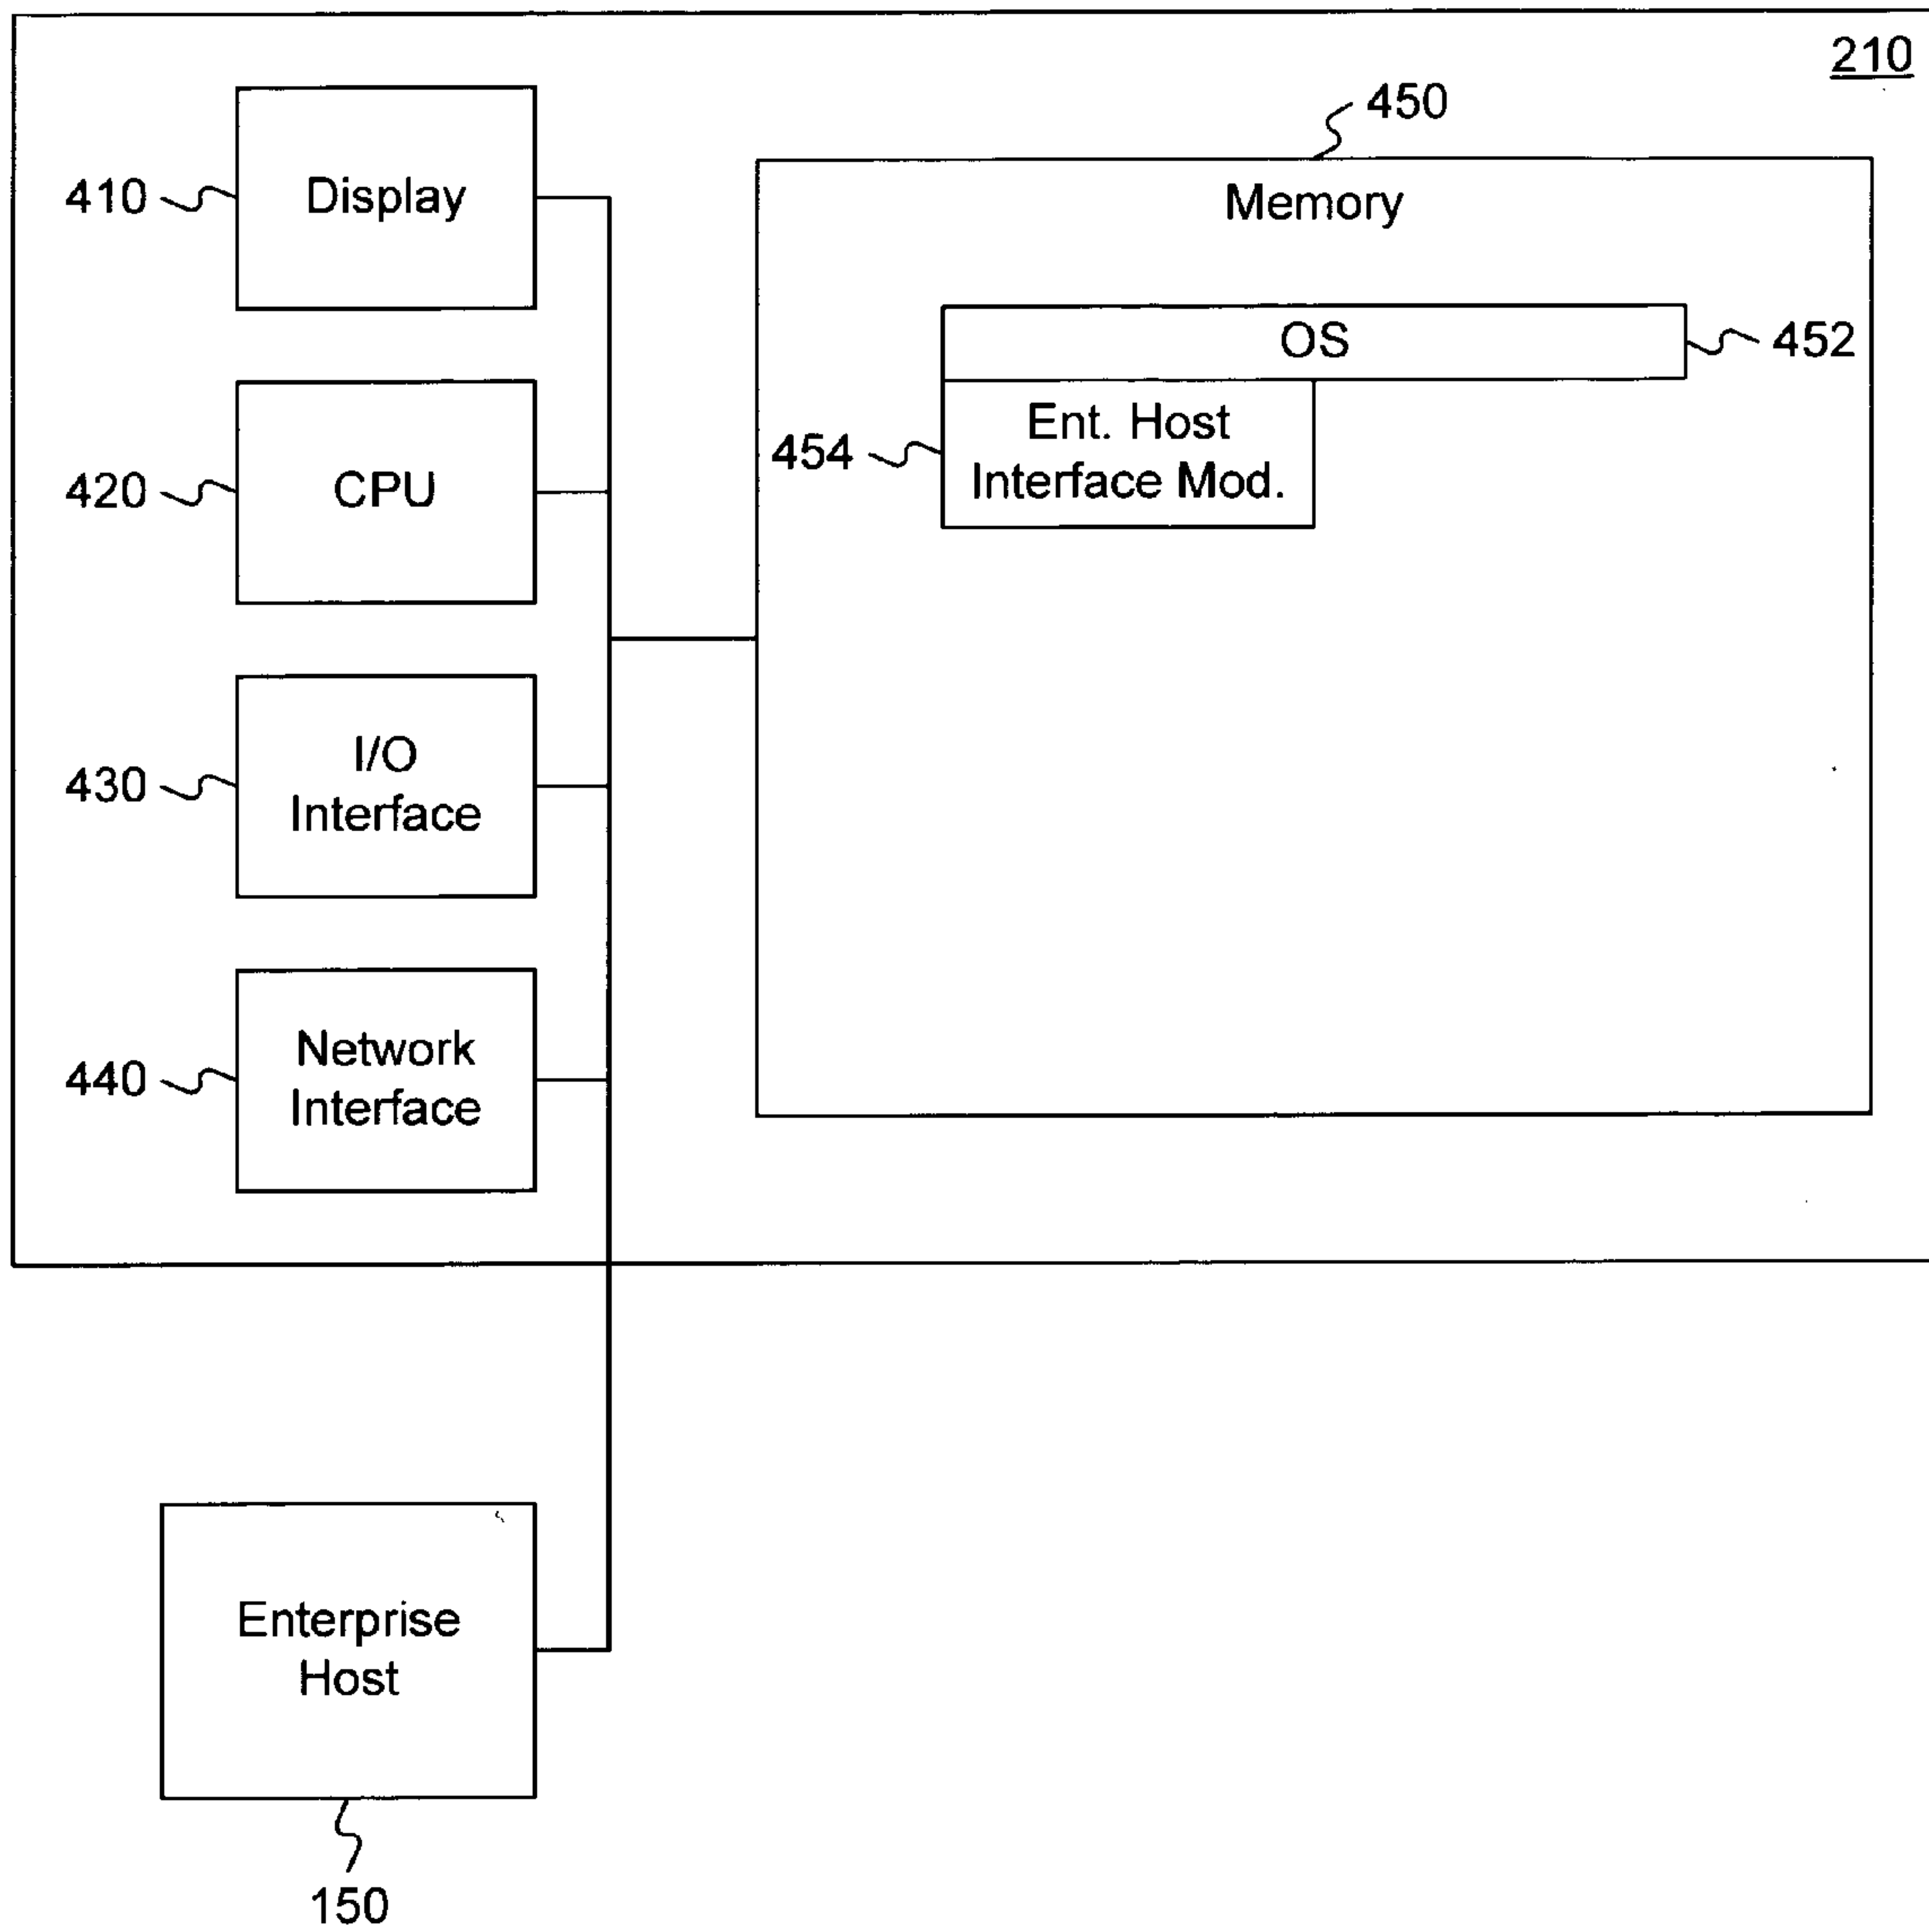 210
450
410
Display
Memory
OS
452
Ent. Host
Interface Mod.
454
420
CPU
430
I/O
Interface
440
Network
Interface
Enterprise
Host
150